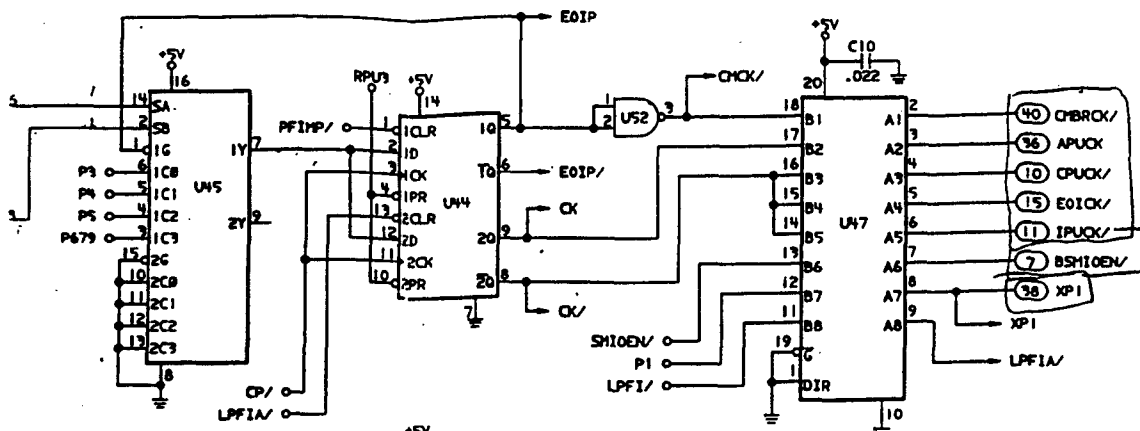 EOIP
+5V
16
14 SA
2 SB
1 1G
P3 6 1C0
P4 5 1C1
P5 4 1C2
P679 3 1C3
15 2G
10 2C0
11 2C1
12 2C2
13 2C3
8
U45
1Y 7
2Y 9
RPU3
+5V
14
PFIMP/ 1 1CLR
2 1D
3 1CK
4 1PR
13 2CLR
12 2D
11 2CK
10 2PR
7
U44
1Q 5
1Q 6
EOIP/
2Q 9
CK
2Q 8
CK/
CP/
LPFIA/
1
2
U52
3
CMCK/
+5V
C10
.022
20
18 B1
17 B2
16 B3
15 B4
14 B5
13 B6
12 B7
11 B8
19 G
1 DIR
10
U47
A1 2 40 CMBRCK/
A2 3 36 APUCK
A3 4 10 CPUCK/
A4 5 15 EOICK/
A5 6 11 IPUCK/
A6 7 7 BSMIOEN/
A7 8 38 XP1
XP1
A8 9
LPFIA/
SMIOEN/
P1
LPFI/
+5V